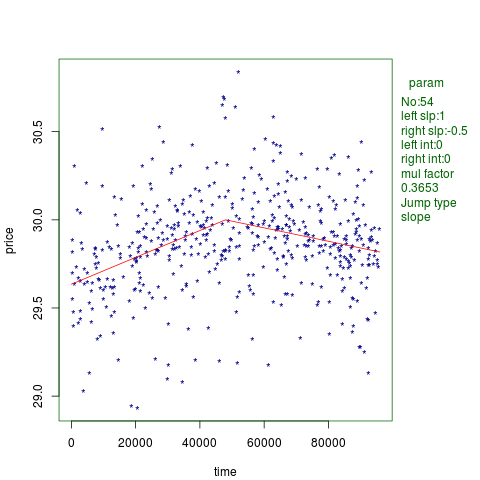 param
No:54
left slp:1
right slp:-0.5
left int:0
right int:0
mul factor
0.3653
Jump type
slope
price
30.5
30.0
29.5
29.0
0 20000 40000 60000 80000
time